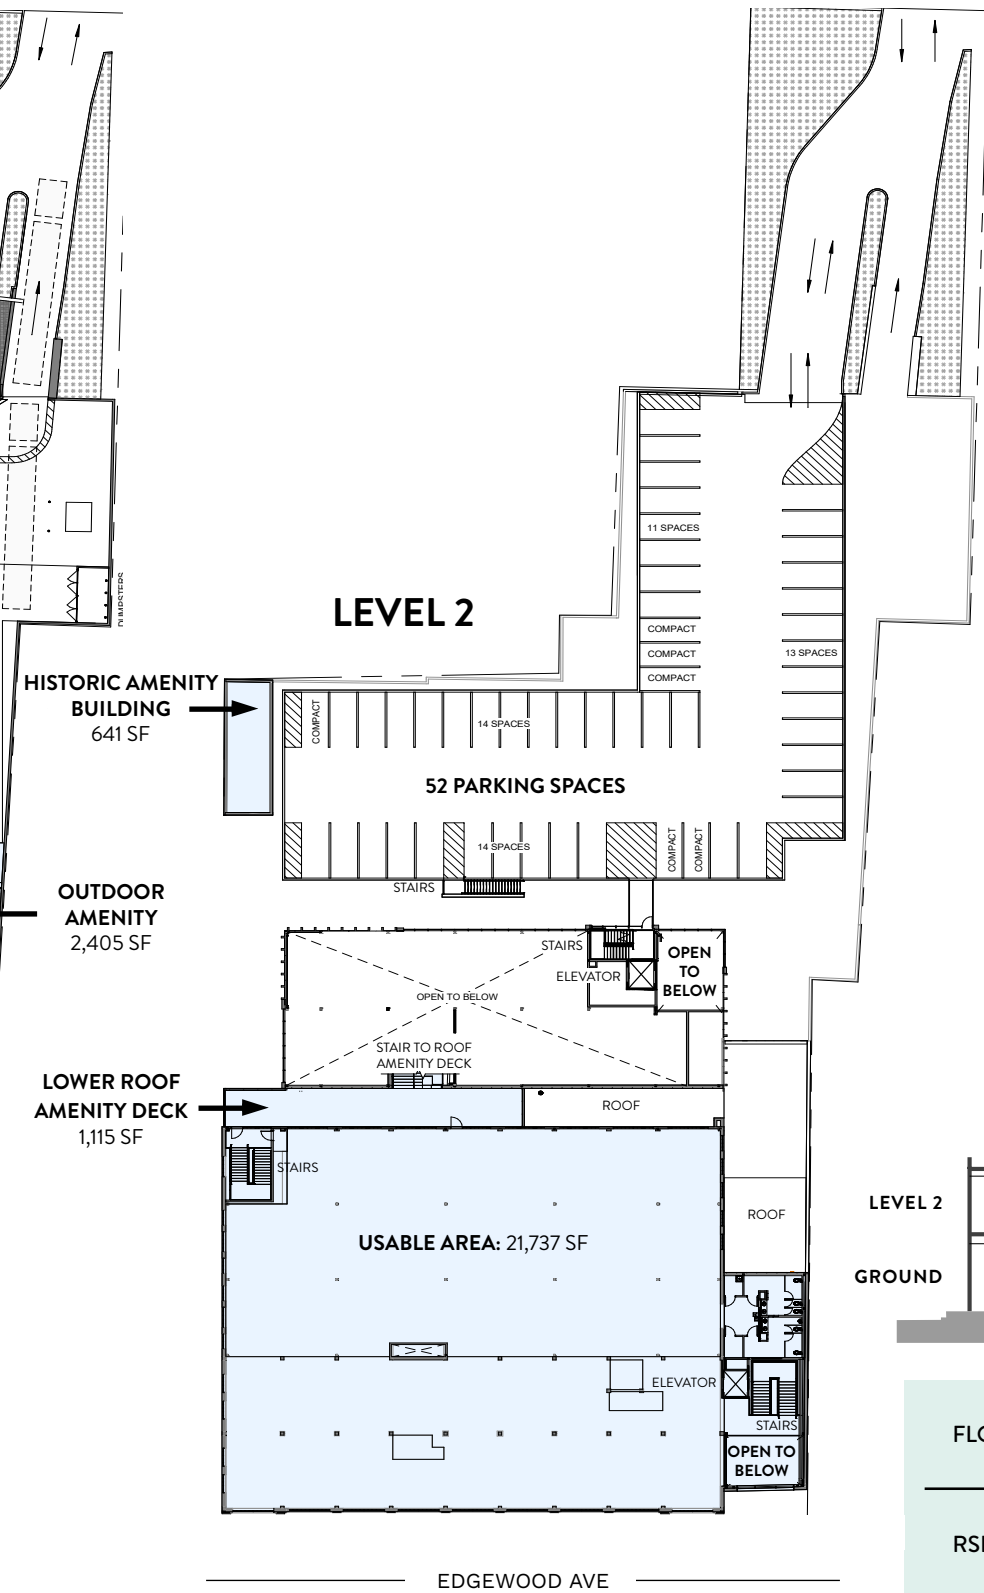 LEVEL 2
11 SPACES
COMPACT
COMPACT
COMPACT
13 SPACES
DUMPSTERS
HISTORIC AMENITY
BUILDING
641 SF
COMPACT
14 SPACES
52 PARKING SPACES
14 SPACES
COMPACT
COMPACT
STAIRS
OUTDOOR
AMENITY
2,405 SF
STAIRS
ELEVATOR
OPEN
TO
BELOW
OPEN TO BELOW
STAIR TO ROOF
AMENITY DECK
LOWER ROOF
AMENITY DECK
1,115 SF
ROOF
STAIRS
USABLE AREA: 21,737 SF
ROOF
LEVEL 2
GROUND
ELEVATOR
STAIRS
OPEN TO
BELOW
EDGEWOOD AVE